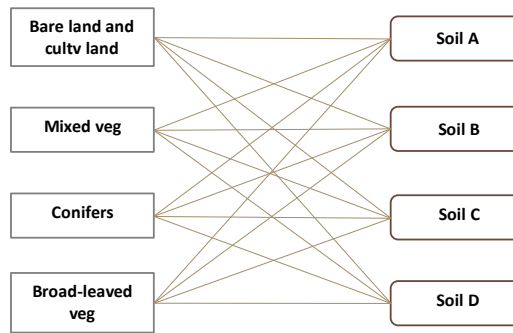 Bare land and
cultv land
Mixed veg
Conifers
Broad-leaved
veg
Soil A
Soil B
Soil C
Soil D